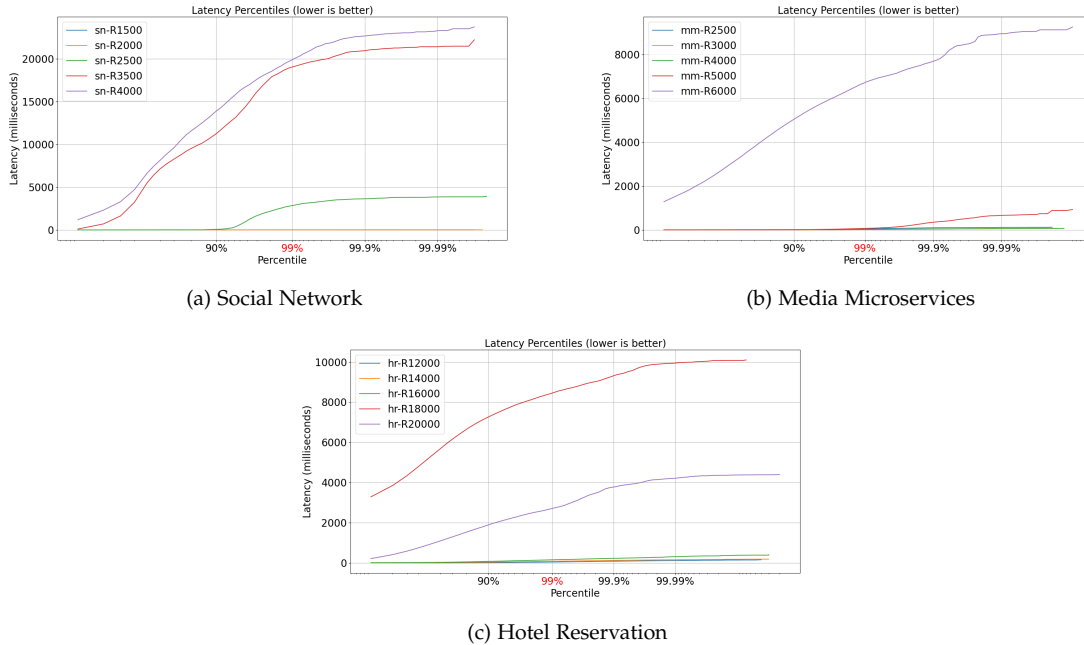 Latency Percentiles (lower is better)
sn-R1500
sn-R2000
sn-R2500
sn-R3500
sn-R4000
20000
15000
10000
5000
0
Latency (milliseconds)
90%
99%
99.9%
99.99%
Percentile
(a) Social Network
Latency Percentiles (lower is better)
mm-R2500
mm-R3000
mm-R4000
mm-R5000
mm-R6000
8000
6000
4000
2000
0
Latency (milliseconds)
90%
99%
99.9%
99.99%
Percentile
(b) Media Microservices
Latency Percentiles (lower is better)
hr-R12000
hr-R14000
hr-R16000
hr-R18000
hr-R20000
10000
8000
6000
4000
2000
0
Latency (milliseconds)
90%
99%
99.9%
99.99%
Percentile
(c) Hotel Reservation